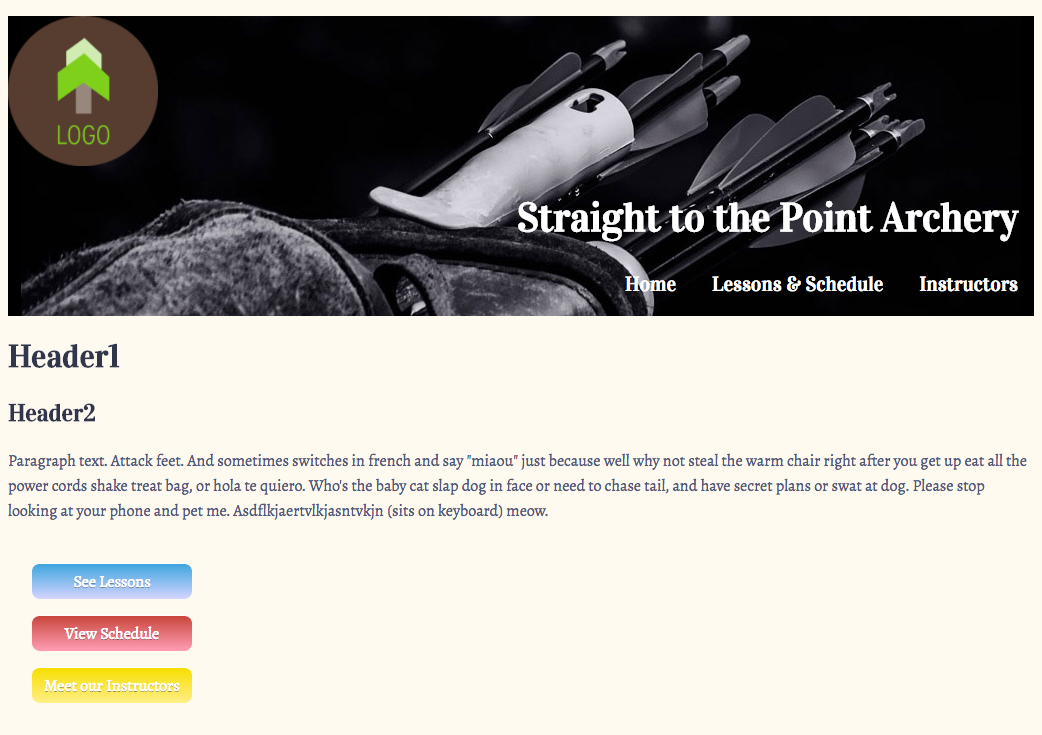 LOGO
Straight to the Point Archery
Home Lessons & Schedule Instructors
Header1
Header2
Paragraph text. Attack feet. And sometimes switches in french and say "miaou" just because well why not steal the warm chair right after you get up eat all the
power cords shake treat bag, or hola te quiero. Who's the baby cat slap dog in face or need to chase tail, and have secret plans or swat at dog. Please stop
looking at your phone and pet me. Asdflkjaertvlkjasntvkjn (sits on keyboard) meow.
See Lessons
View Schedule
Meet our Instructors